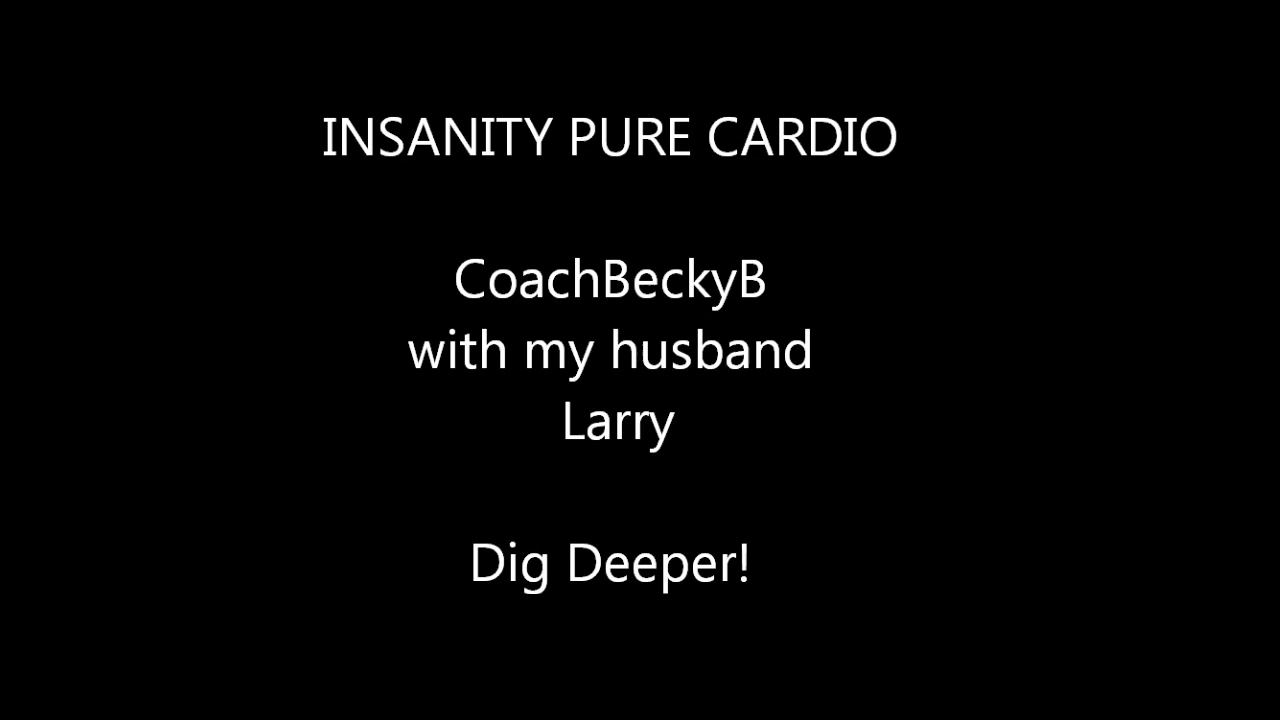 INSANITY PURE CARDIO
CoachBeckyB
with my husband
Larry
Dig Deeper!